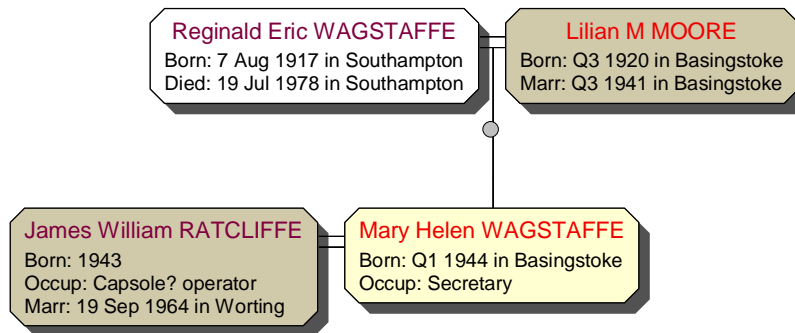 Reginald Eric WAGSTAFFE
Born: 7 Aug 1917 in Southampton
Died: 19 Jul 1978 in Southampton
Lilian M MOORE
Born: Q3 1920 in Basingstoke
Marr: Q3 1941 in Basingstoke
James William RATCLIFFE
Born: 1943
Occup: Capsole? operator
Marr: 19 Sep 1964 in Worting
Mary Helen WAGSTAFFE
Born: Q1 1944 in Basingstoke
Occup: Secretary